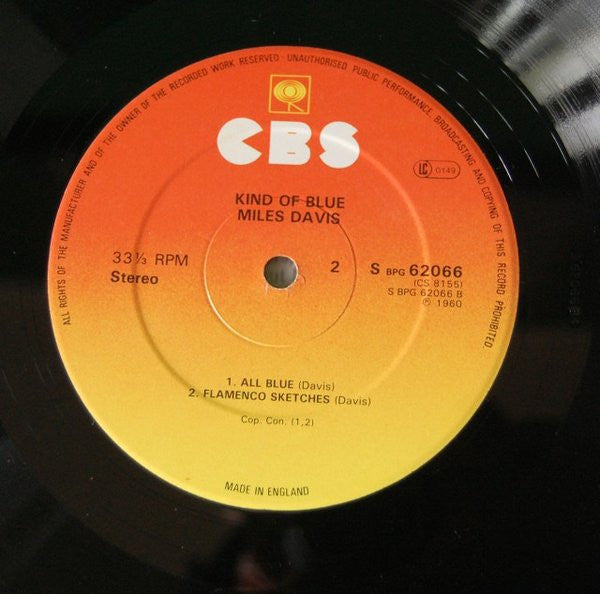 ALL RIGHTS OF THE MANUFACTURER AND OF THE OWNER OF THE RECORDED WORK RESERVED · UNAUTHORISED PUBLIC PERFORMANCE, BROADCASTING AND COPYING OF THIS RECORD PROHIBITED
CBS
LC 0149
KIND OF BLUE
MILES DAVIS
33⅓ RPM
Stereo
2
S BPG 62066
(CS 8155)
S BPG 62066 B
℗ 1960
1. ALL BLUE (Davis)
2. FLAMENCO SKETCHES (Davis)
Cop. Con. (1,2)
MADE IN ENGLAND